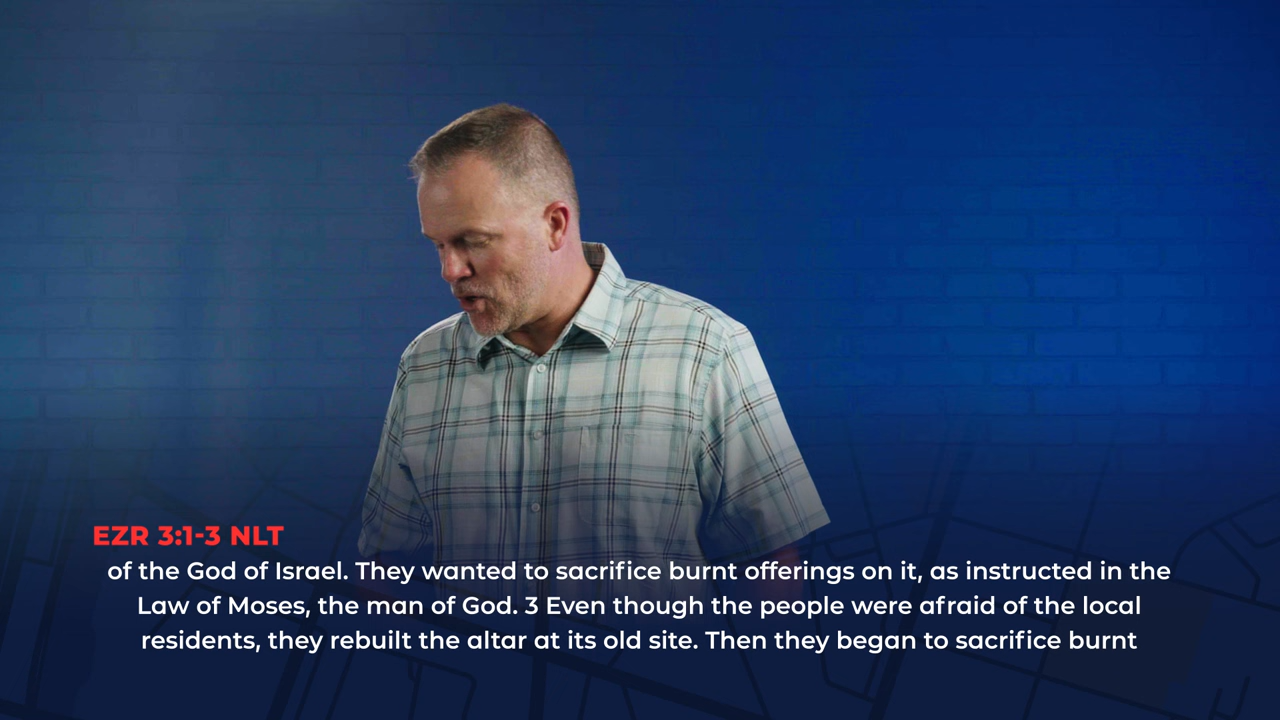 EZR 3:1-3 NLT
of the God of Israel. They wanted to sacrifice burnt offerings on it, as instructed in the
Law of Moses, the man of God. 3 Even though the people were afraid of the local
residents, they rebuilt the altar at its old site. Then they began to sacrifice burnt